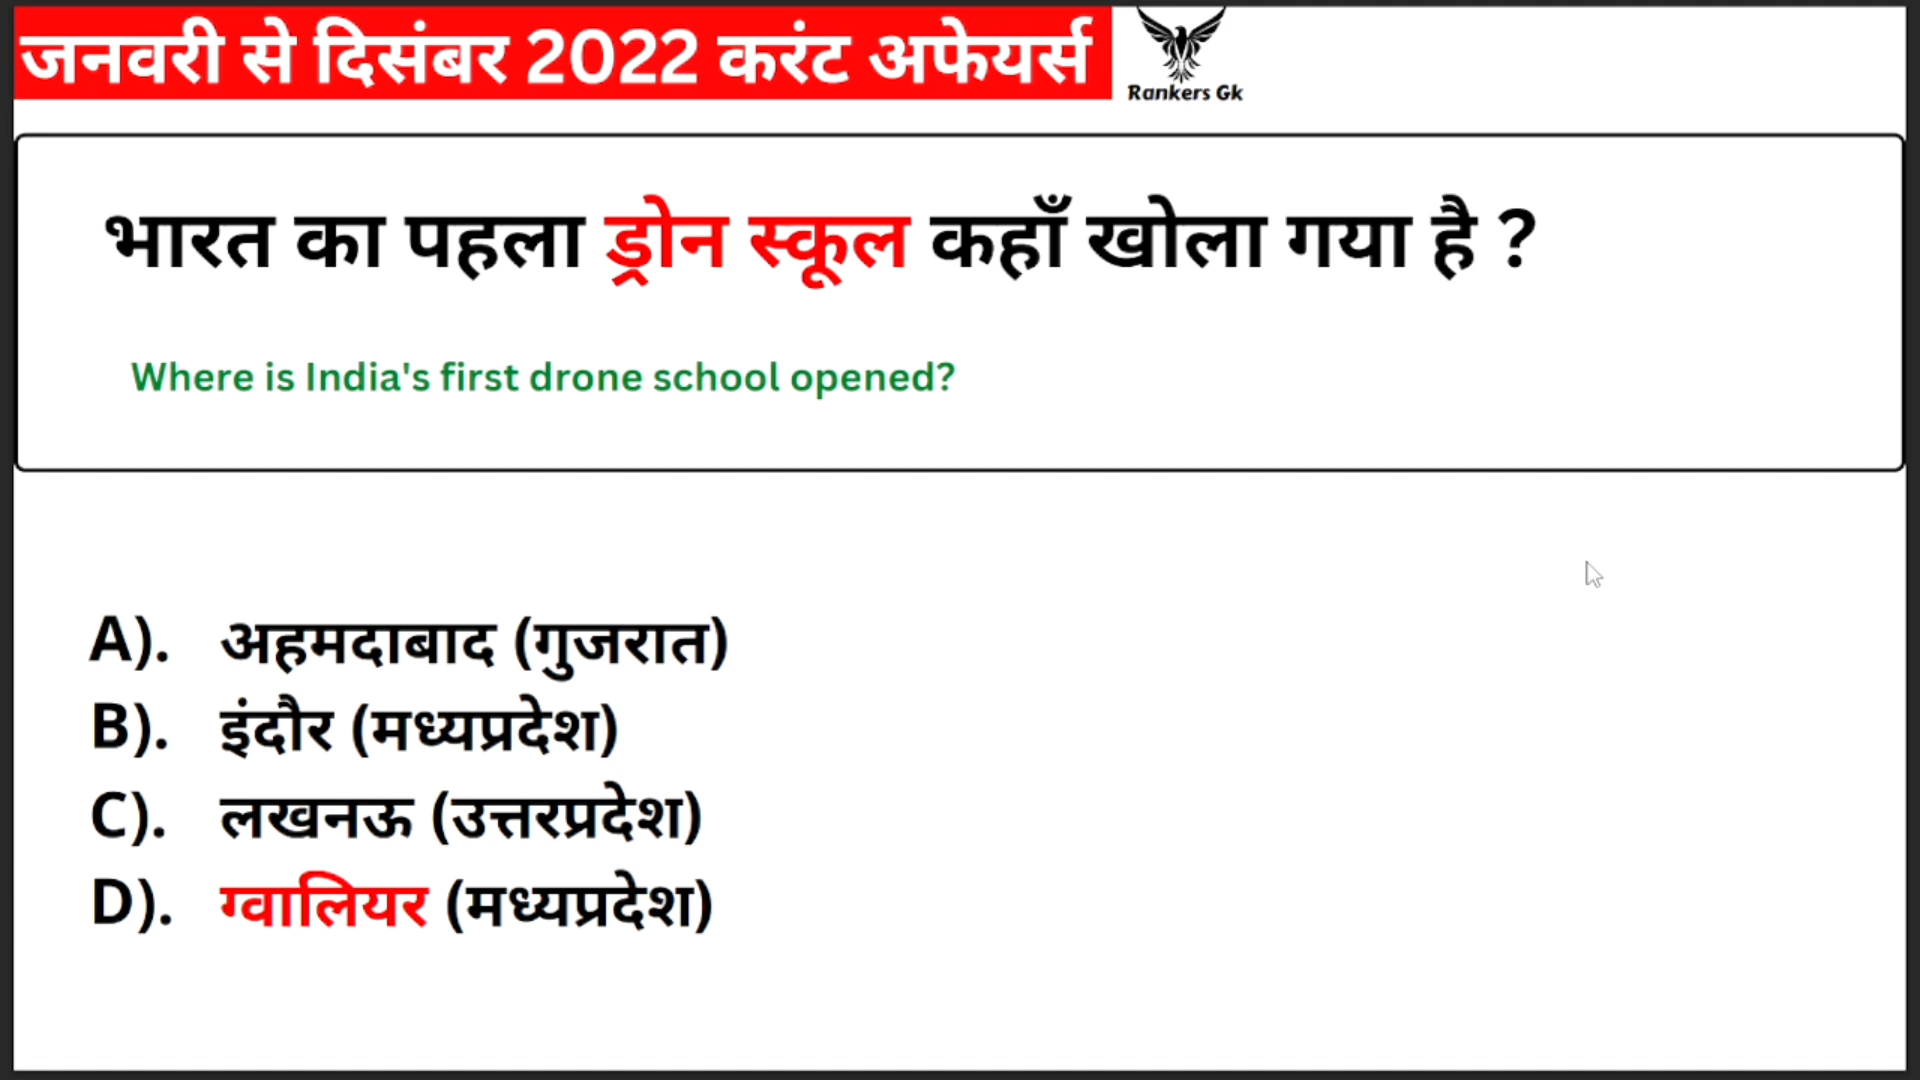 जनवरी से दिसंबर 2022 करंट अफेयर्स
Rankers Gk
भारत का पहला ड्रोन स्कूल कहाँ खोला गया है ?
Where is India's first drone school opened?
A). अहमदाबाद (गुजरात)
B). इंदौर (मध्यप्रदेश)
C). लखनऊ (उत्तरप्रदेश)
D). ग्वालियर (मध्यप्रदेश)